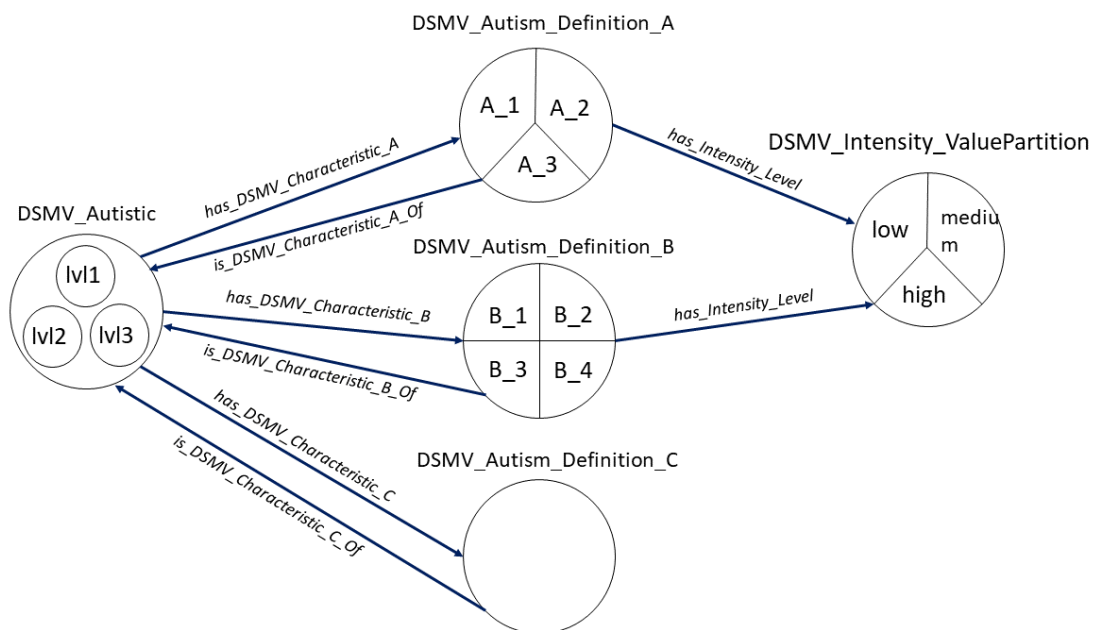 DSMV_Autism_Definition_A
A_1
A_2
A_3
has_DSMV_Characteristic_A
is_DSMV_Characteristic_A_Of
has_Intensity_Level
DSMV_Intensity_ValuePartition
low
mediu
m
high
DSMV_Autistic
lvl1
lvl2
lvl3
DSMV_Autism_Definition_B
B_1
B_2
B_3
B_4
has_DSMV_Characteristic_B
is_DSMV_Characteristic_B_Of
has_Intensity_Level
DSMV_Autism_Definition_C
has_DSMV_Characteristic_C
is_DSMV_Characteristic_C_Of